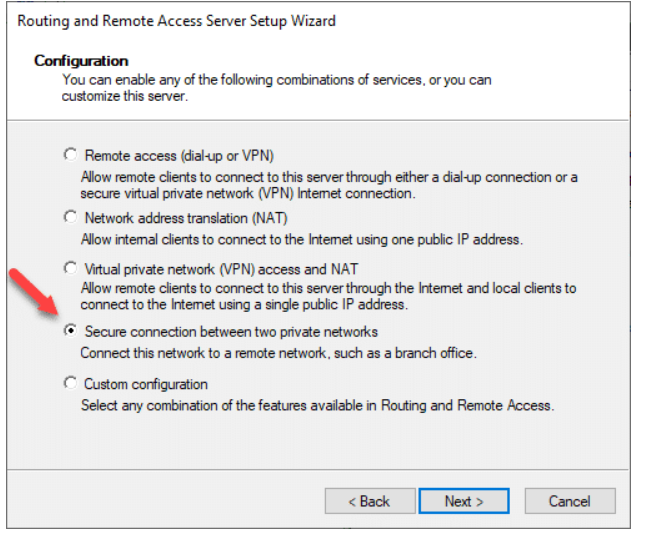 Routing and Remote Access Server Setup Wizard
Configuration
You can enable any of the following combinations of services, or you can
customize this server.
Remote access (dial-up or VPN)
Allow remote clients to connect to this server through either a dial-up connection or a
secure virtual private network (VPN) Internet connection.
Network address translation (NAT)
Allow internal clients to connect to the Internet using one public IP address.
Virtual private network (VPN) access and NAT
Allow remote clients to connect to this server through the Internet and local clients to
connect to the Internet using a single public IP address.
Secure connection between two private networks
Connect this network to a remote network, such as a branch office.
Custom configuration
Select any combination of the features available in Routing and Remote Access.
< Back Next > Cancel